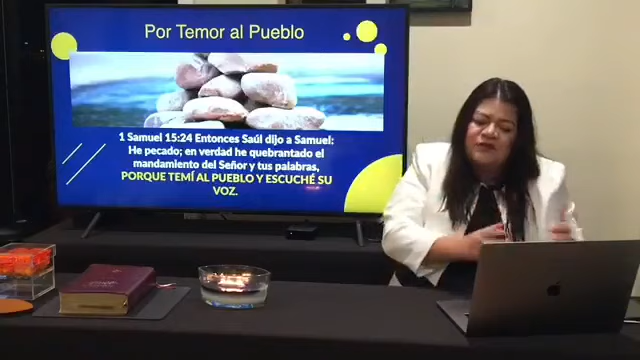 Por Temor al Pueblo
1 Samuel 15:24 Entonces Saúl dijo a Samuel:
He pecado; en verdad he quebrantado el
mandamiento del Señor y tus palabras,
PORQUE TEMÍ AL PUEBLO Y ESCUCHÉ SU
VOZ.